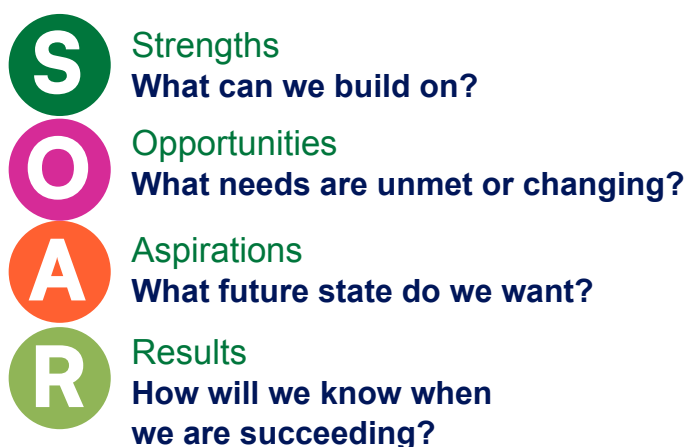 S
Strengths
What can we build on?
O
Opportunities
What needs are unmet or changing?
A
Aspirations
What future state do we want?
R
Results
How will we know when
we are succeeding?